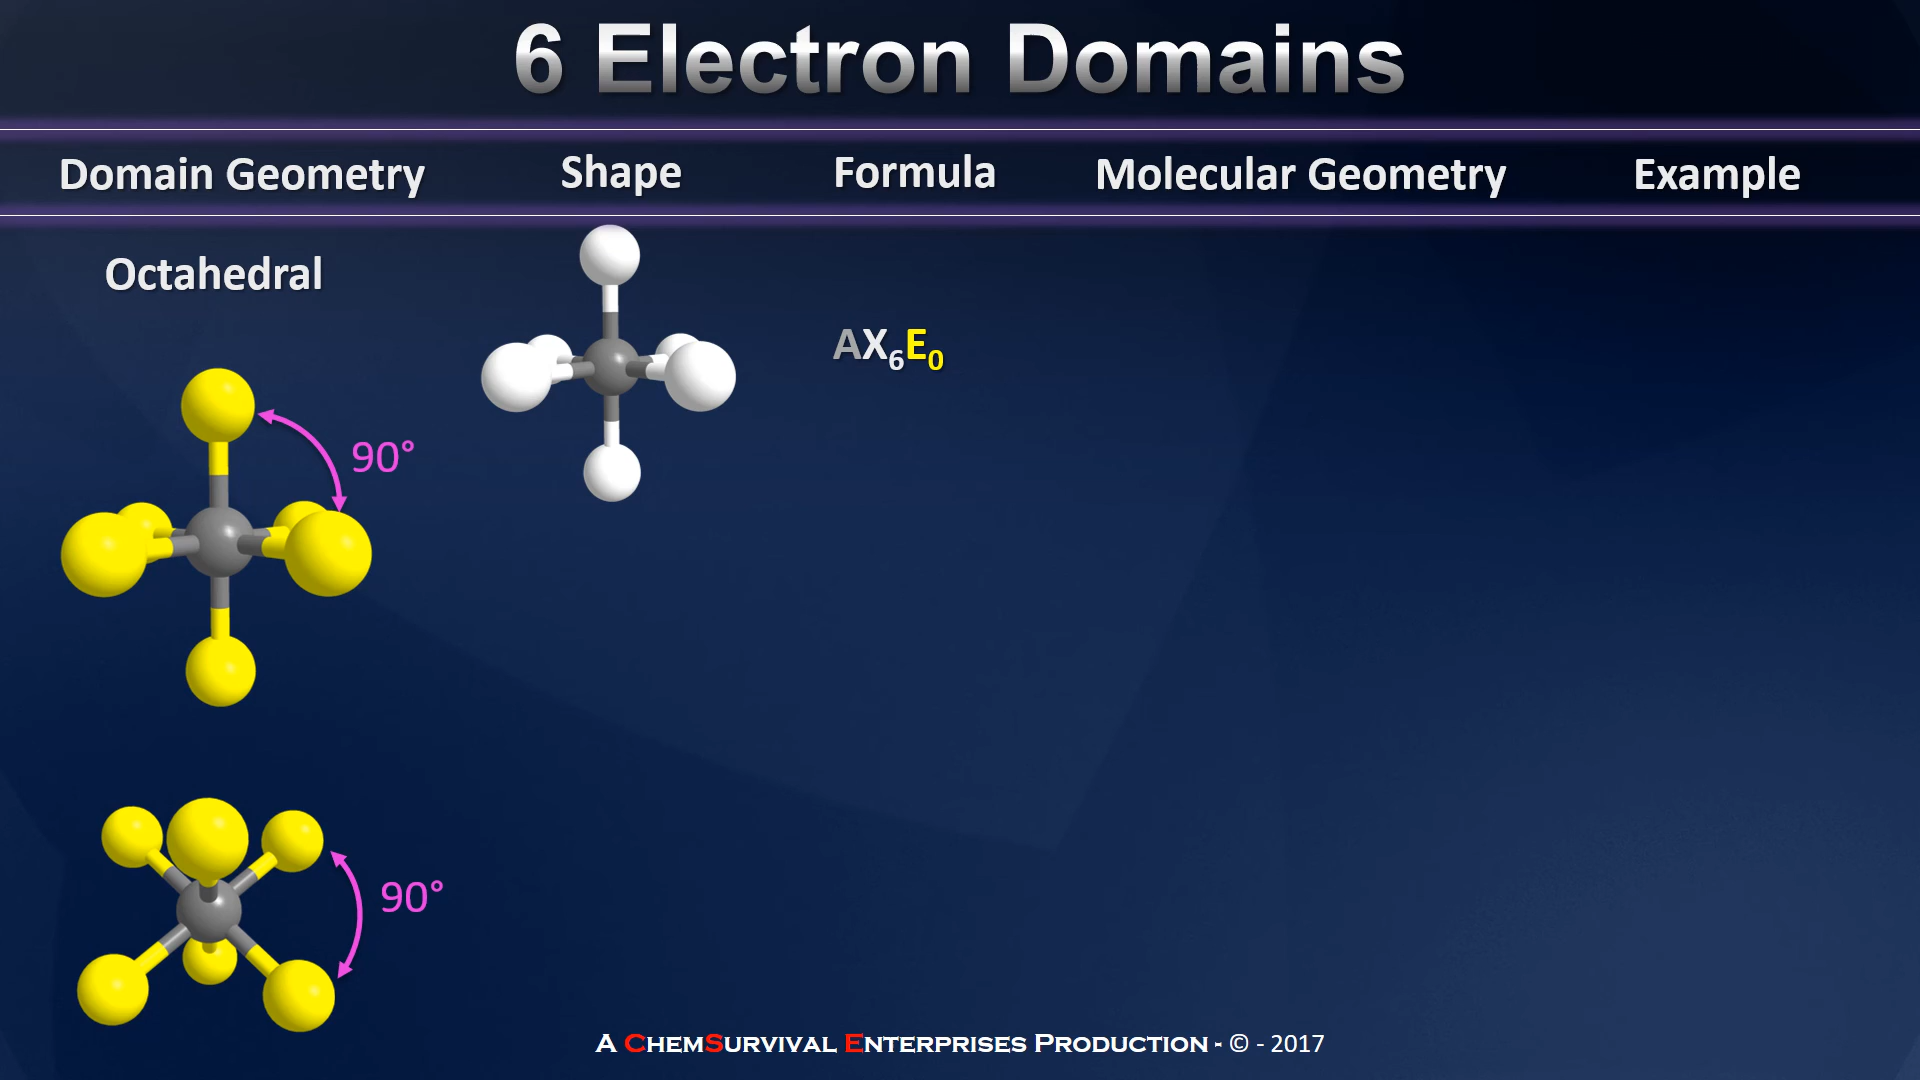 6 Electron Domains
Domain Geometry Shape Formula Molecular Geometry Example
Octahedral
AX₆E₀
90°
90°
A ChemSurvival Enterprises Production - © - 2017